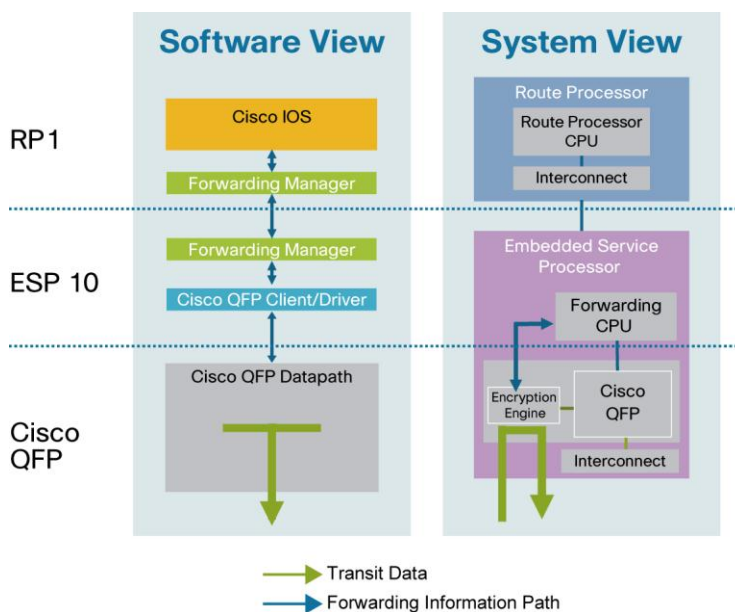 Software View
System View
RP1
Cisco IOS
Forwarding Manager
Route Processor
Route Processor
CPU
Interconnect
ESP 10
Forwarding Manager
Cisco QFP Client/Driver
Embedded Service
Processor
Forwarding
CPU
Cisco
QFP
Cisco QFP Datapath
Encryption
Engine
Cisco
QFP
Interconnect
Transit Data
Forwarding Information Path